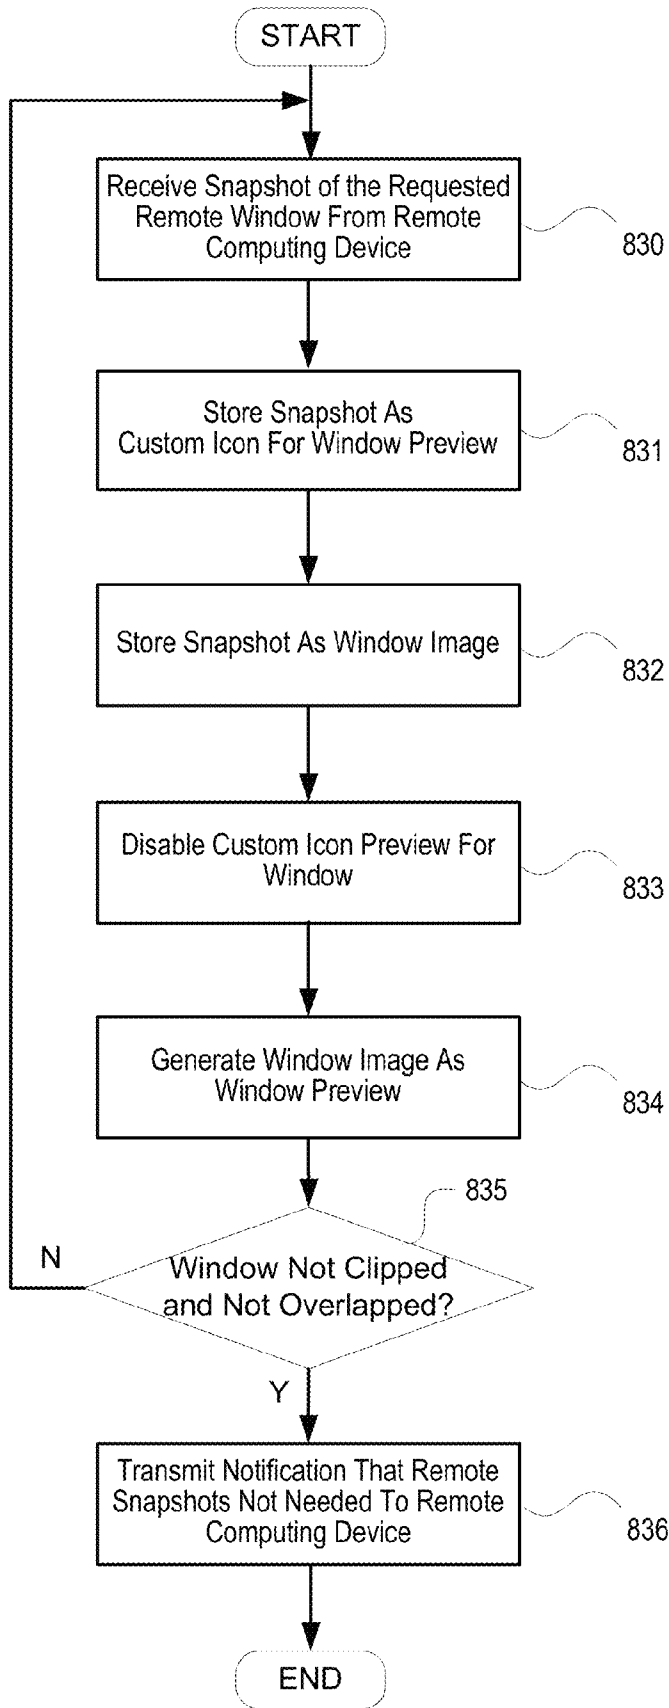 START
Receive Snapshot of the Requested
Remote Window From Remote
Computing Device
830
Store Snapshot As
Custom Icon For Window Preview
831
Store Snapshot As Window Image
832
Disable Custom Icon Preview For
Window
833
Generate Window Image As
Window Preview
834
835
N
Window Not Clipped
and Not Overlapped?
Y
Transmit Notification That Remote
Snapshots Not Needed To Remote
Computing Device
836
END